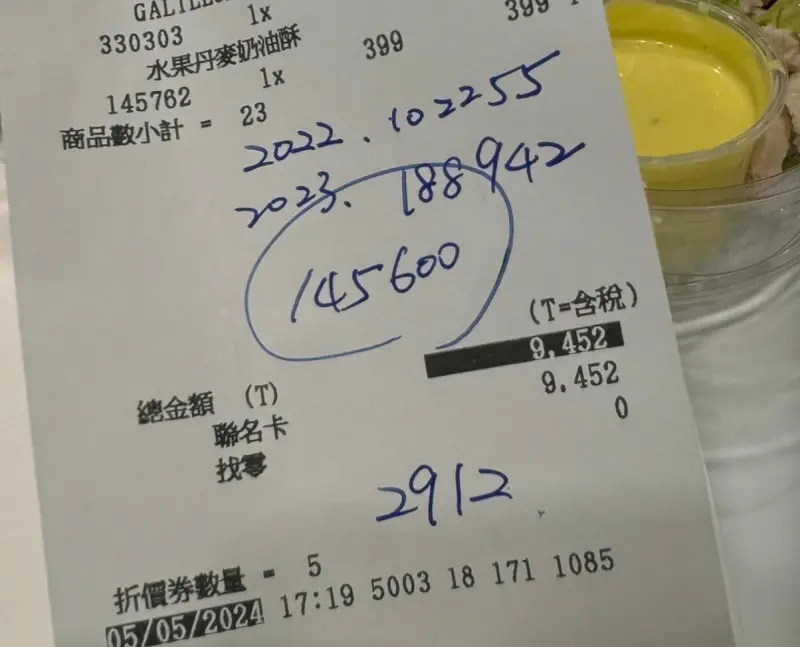 330303 1x 399
水果丹麥奶油酥
145762 1x 399
商品數小計 = 23
2022. 102255
2023. 188942
145600
(T=含稅)
總金額 (T) 9,452
聯名卡 9,452
找零 0
2912
折價券數量 = 5
05/05/2024 17:19 5003 18 171 1085